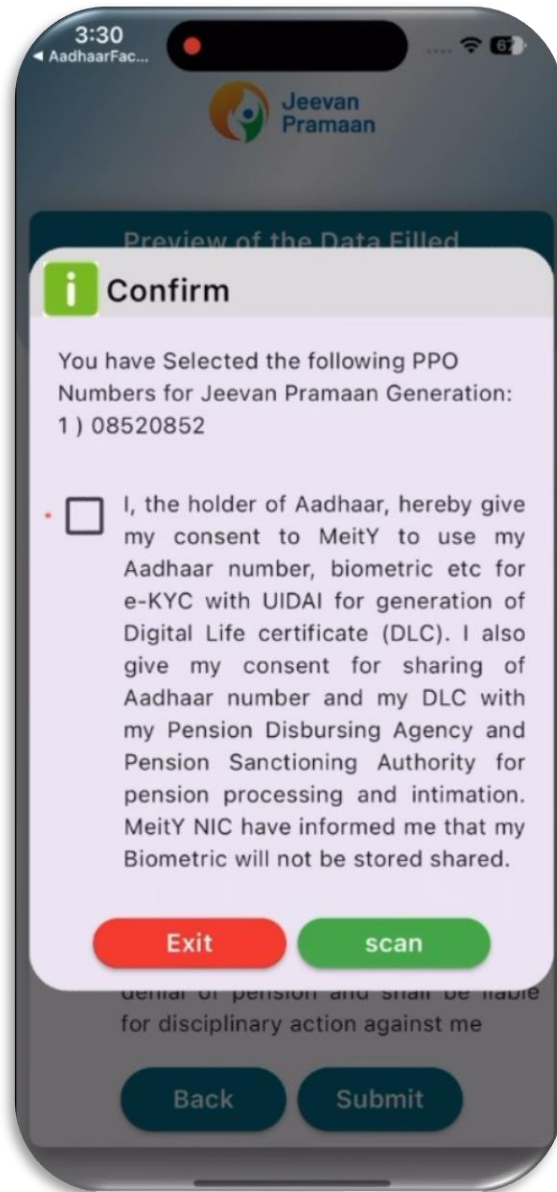 3:30
◀ AadhaarFac...
62
Jeevan
Pramaan
Preview of the Data Filled
i Confirm
You have Selected the following PPO
Numbers for Jeevan Pramaan Generation:
1 ) 08520852
I, the holder of Aadhaar, hereby give
my consent to MeitY to use my
Aadhaar number, biometric etc for
e-KYC with UIDAI for generation of
Digital Life certificate (DLC). I also
give my consent for sharing of
Aadhaar number and my DLC with
my Pension Disbursing Agency and
Pension Sanctioning Authority for
pension processing and intimation.
MeitY NIC have informed me that my
Biometric will not be stored shared.
Exit scan
denial of pension and shall be liable
for disciplinary action against me
Back Submit